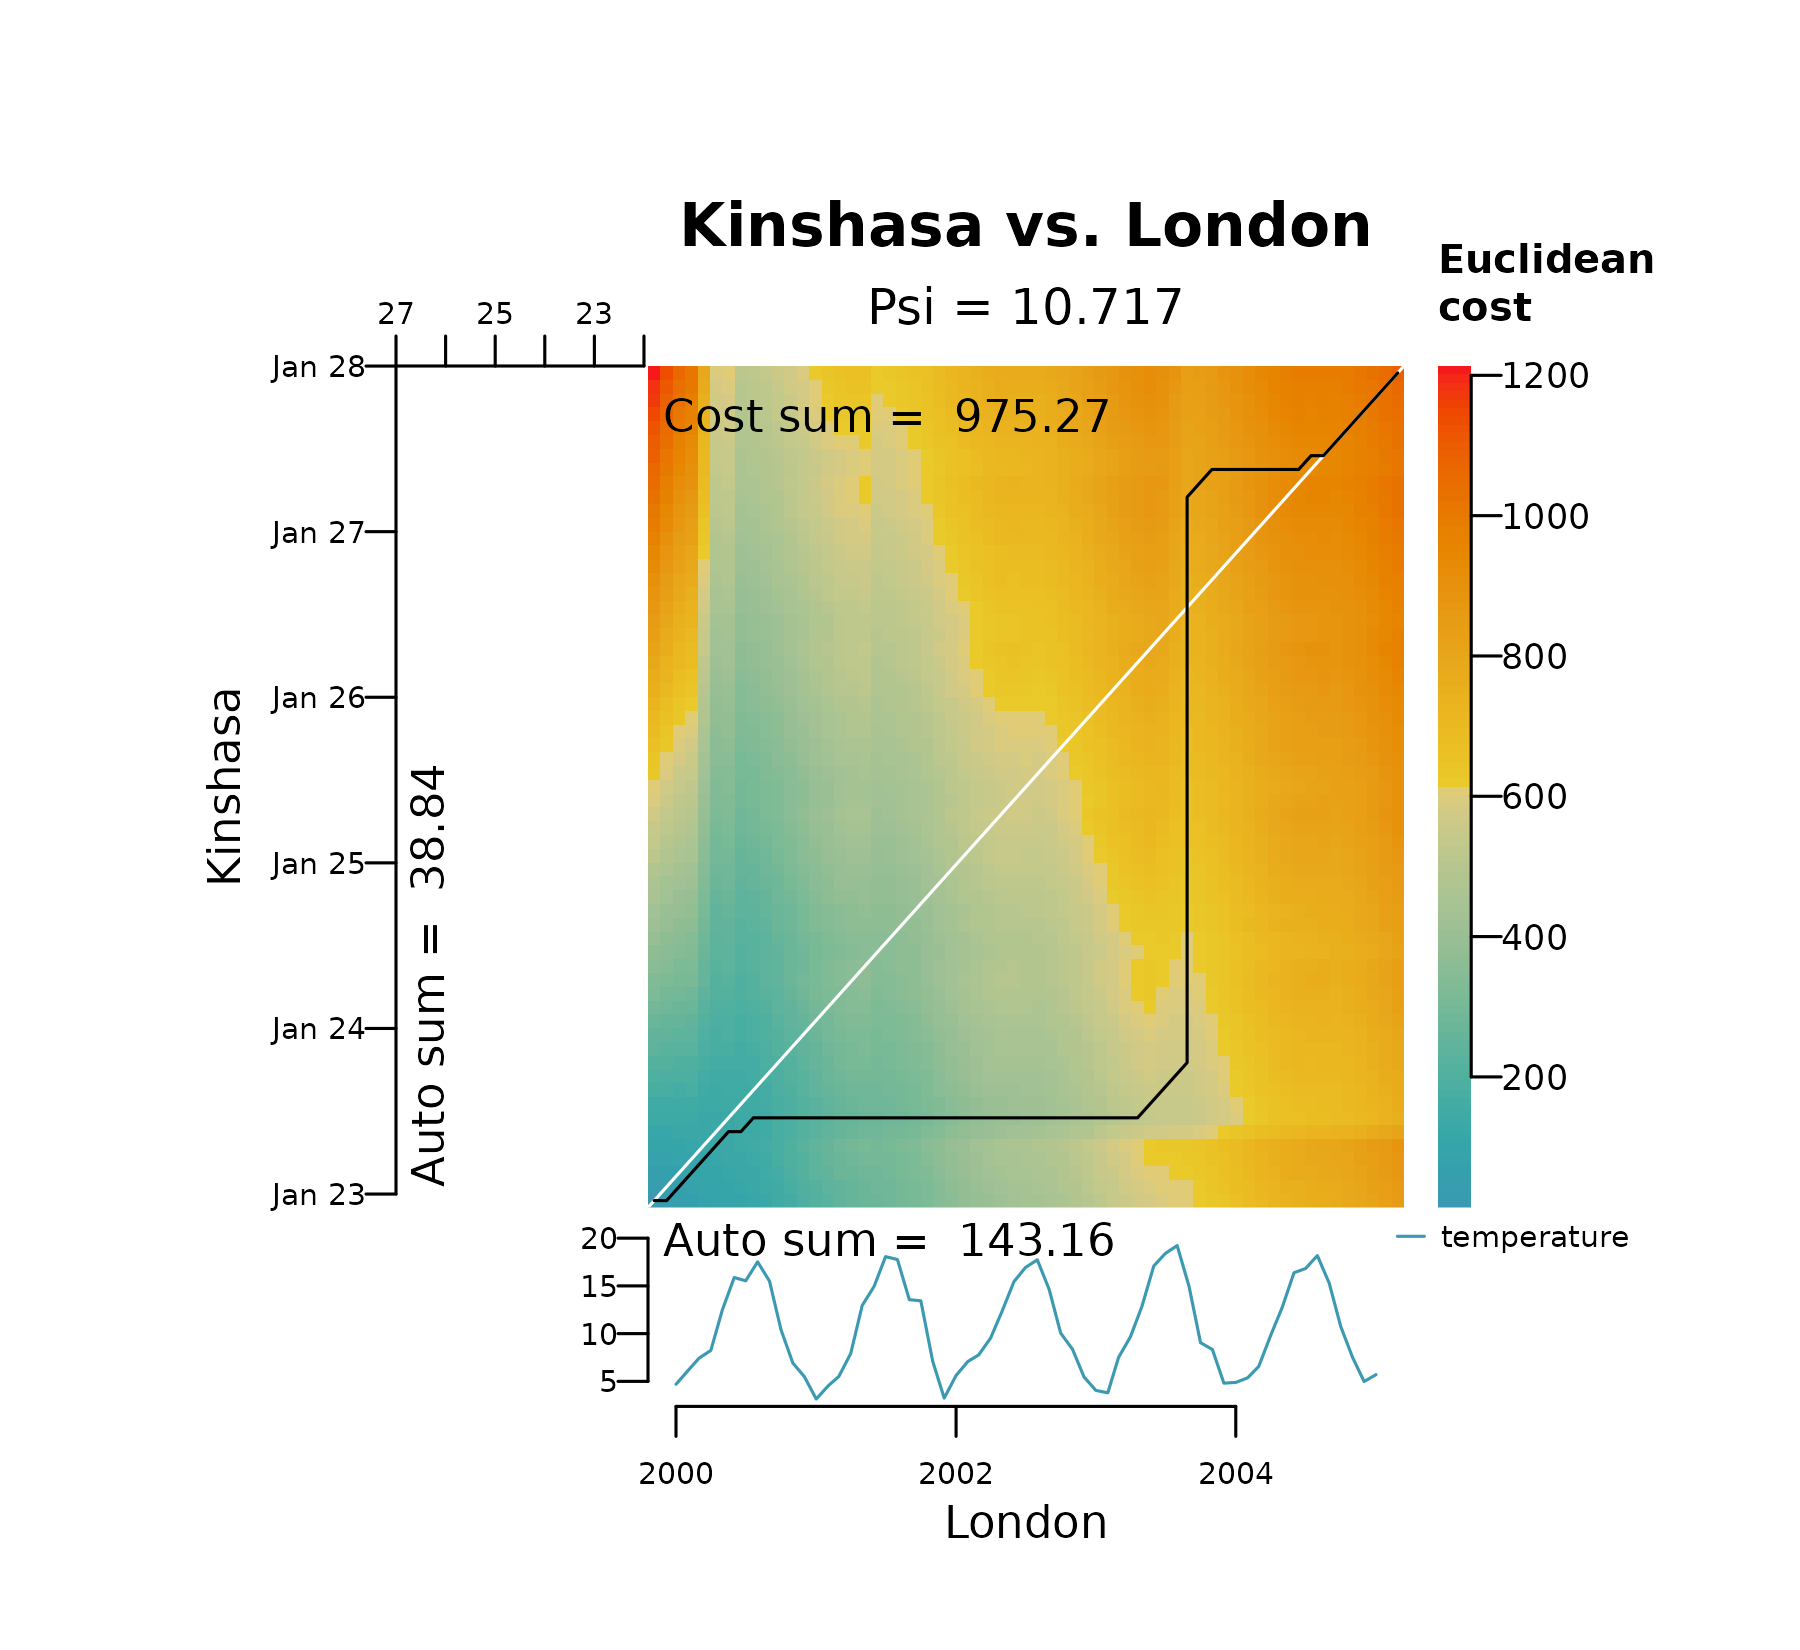 Kinshasa vs. London
Psi = 10.717
Euclidean
cost
27 25 23
Jan 28
Jan 27
Jan 26
Jan 25
Jan 24
Jan 23
Kinshasa
Auto sum = 38.84
Cost sum = 975.27
1200
1000
800
600
400
200
Auto sum = 143.16
temperature
20
15
10
5
2000 2002 2004
London